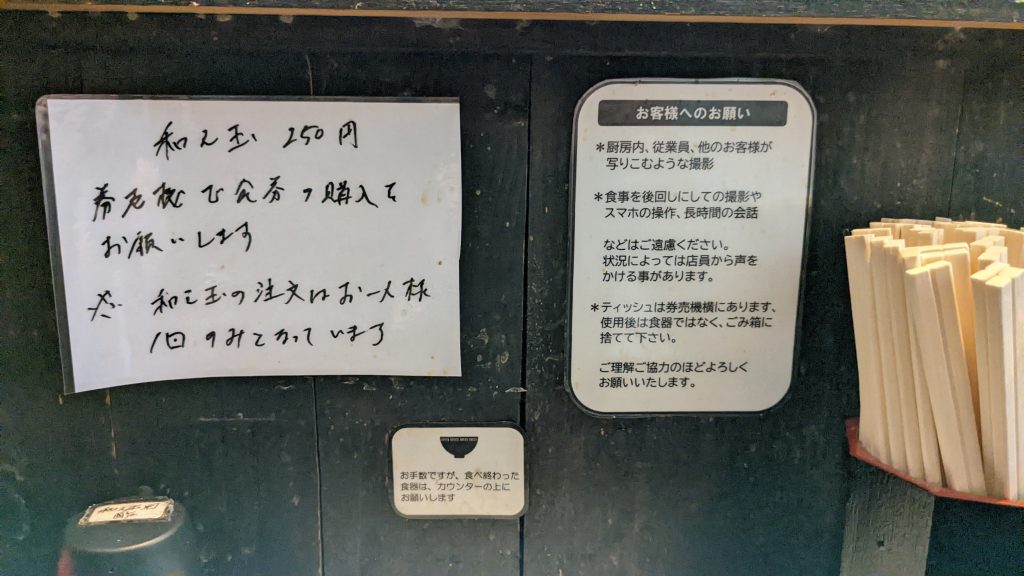 和え玉 250円
券売機で食券の購入を
お願いします
※ 和え玉の注文はお一人様
1回のみとなっています
お客様へのお願い
＊厨房内、従業員、他のお客様が
写りこむような撮影
＊食事を後回しにしての撮影や
スマホの操作、長時間の会話
などはご遠慮ください。
状況によっては店員から声を
かける事があります。
＊ティッシュは券売機横にあります、
使用後は食器ではなく、ごみ箱に
捨てて下さい。
ご理解ご協力のほどよろしく
お願いいたします。
お手数ですが、食べ終わった
食器は、カウンターの上に
お願いします